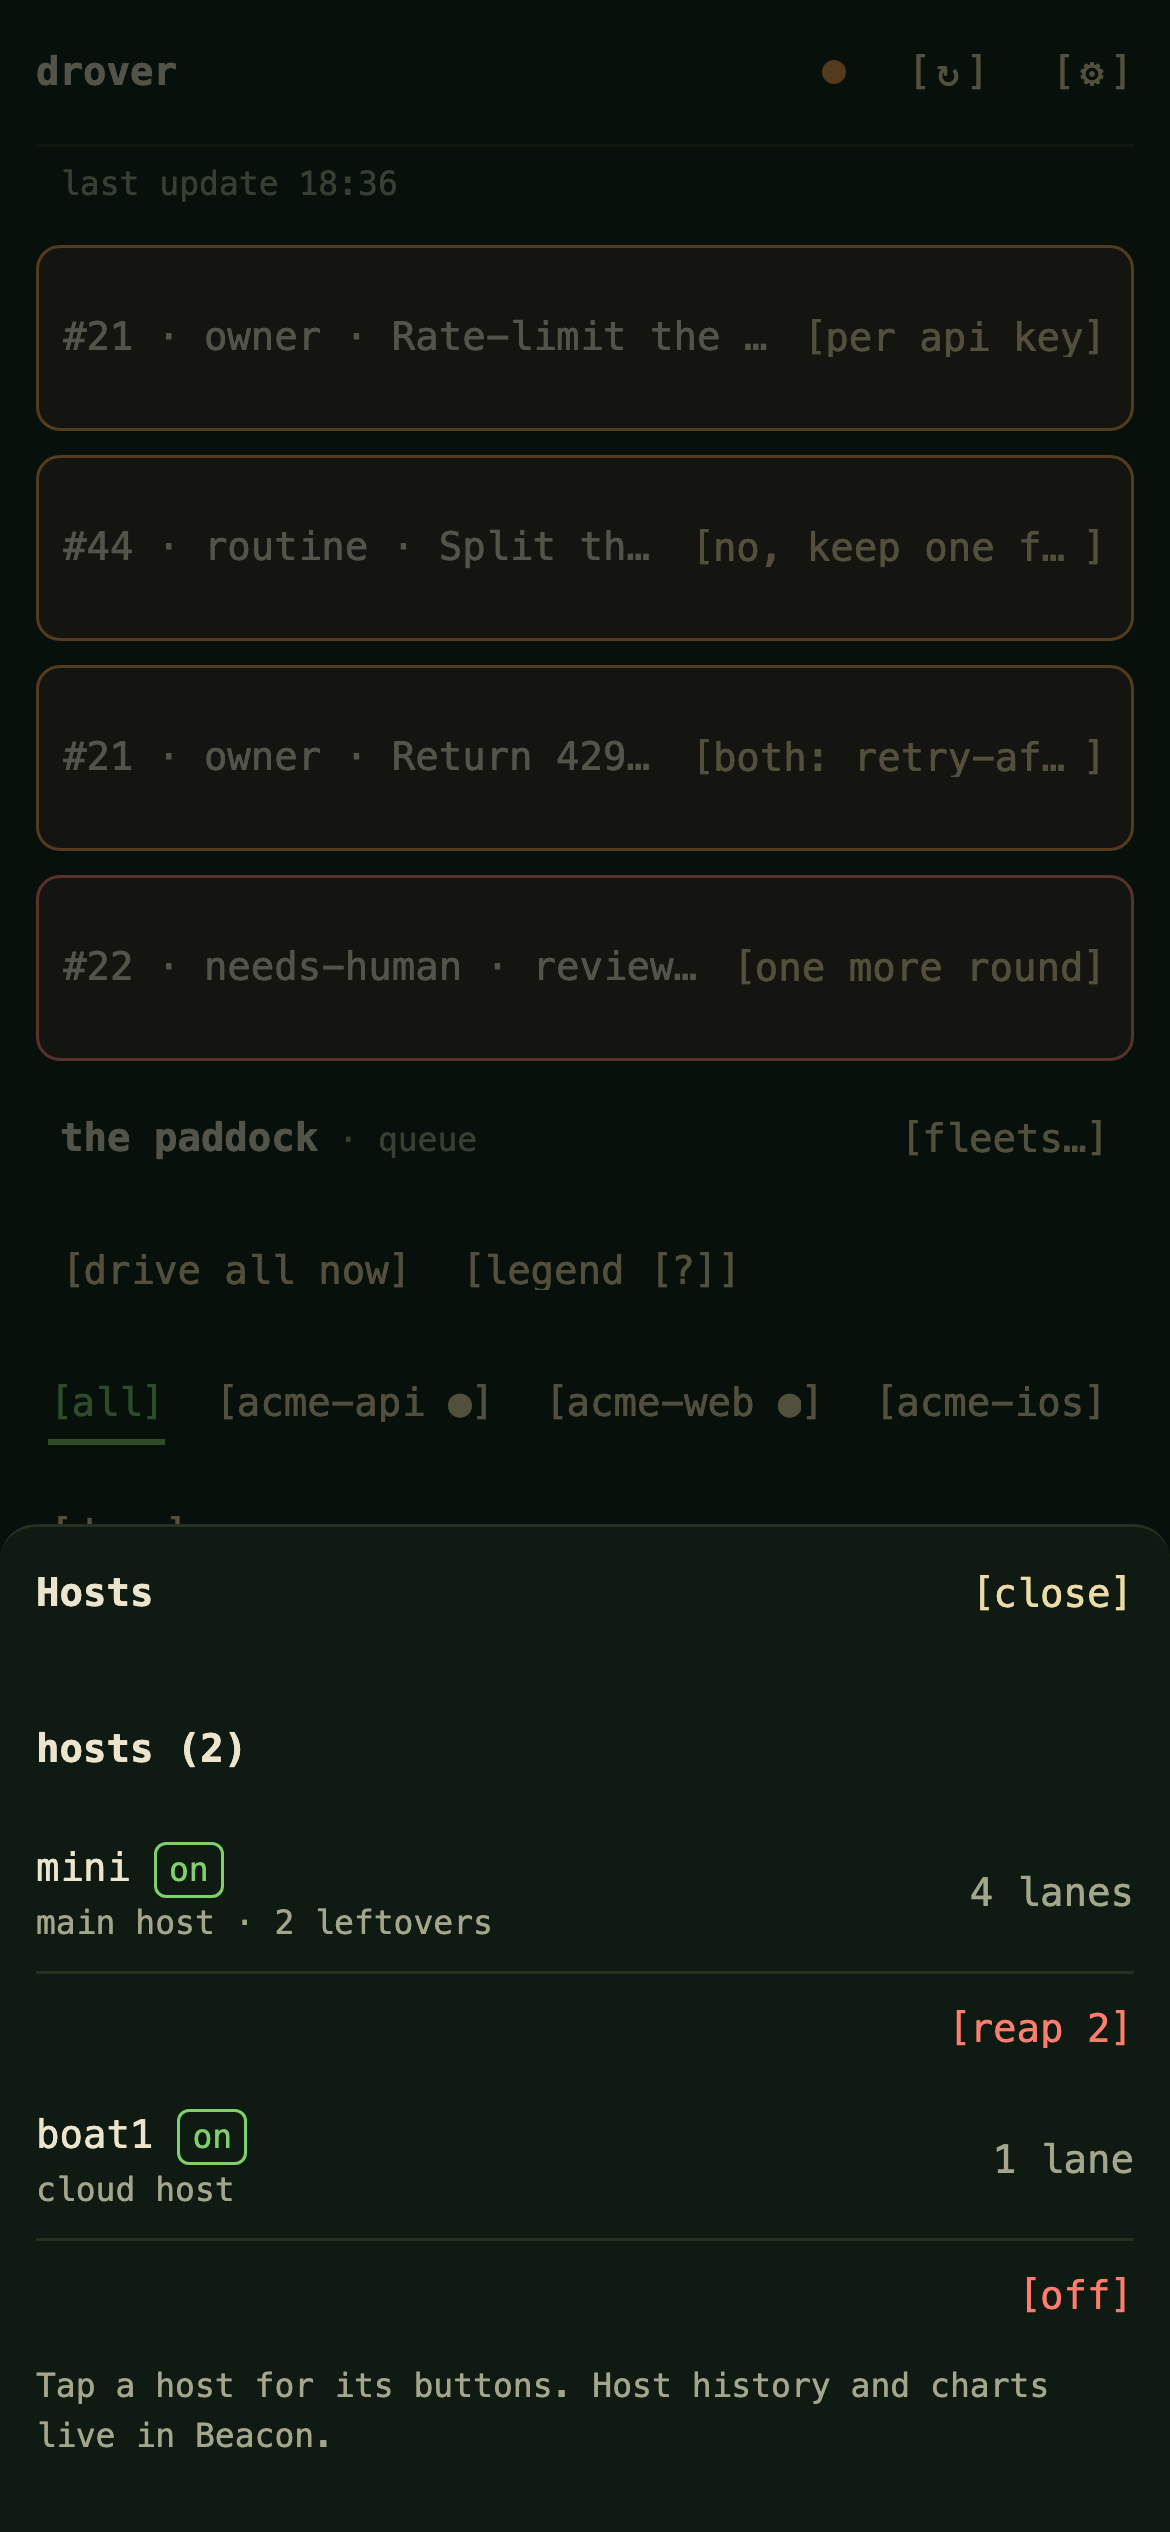 drover ● [↻] [⚙]
last update 18:36
#21 · owner · Rate-limit the … [per api key]
#44 · routine · Split th… [no, keep one f… ]
#21 · owner · Return 429… [both: retry-af… ]
#22 · needs-human · review… [one more round]
the paddock · queue [fleets…]
[drive all now] [legend [?]]
[all] [acme-api ●] [acme-web ●] [acme-ios]
Hosts [close]
hosts (2)
mini on
4 lanes
main host · 2 leftovers
[reap 2]
boat1 on
1 lane
cloud host
[off]
Tap a host for its buttons. Host history and charts
live in Beacon.